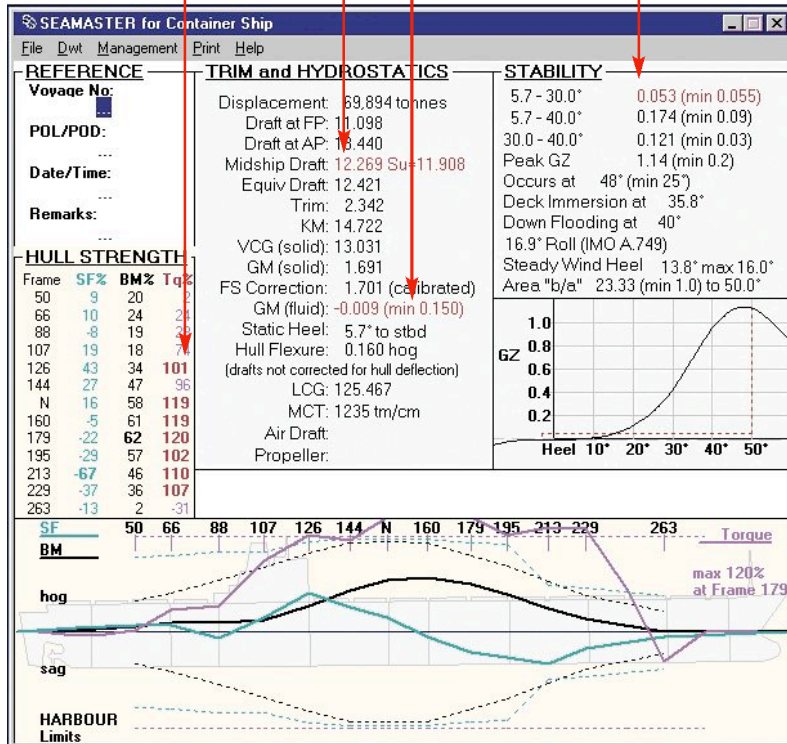 SEAMASTER for Container Ship
File Dwt Management Print Help
REFERENCE
Voyage No:
...
POL/POD:
...
Date/Time:
...
Remarks:
...
TRIM and HYDROSTATICS
Displacement: 69,894 tonnes
Draft at FP: 11.098
Draft at AP: 13.440
Midship Draft: 12.269 Su=11.908
Equiv Draft: 12.421
Trim: 2.342
KM: 14.722
VCG (solid): 13.031
GM (solid): 1.691
FS Correction: 1.701 (calibrated)
GM (fluid): -0.009 (min 0.150)
Static Heel: 5.7° to stbd
Hull Flexure: 0.160 hog
(drafts not corrected for hull deflection)
LCG: 125.467
MCT: 1235 tm/cm
Air Draft:
Propeller:
STABILITY
5.7 - 30.0° 0.053 (min 0.055)
5.7 - 40.0° 0.174 (min 0.09)
30.0 - 40.0° 0.121 (min 0.03)
Peak GZ 1.14 (min 0.2)
Occurs at 48° (min 25°)
Deck Immersion at 35.8°
Down Flooding at 40°
16.9° Roll (IMO A.749)
Steady Wind Heel 13.8° max 16.0°
Area "b/a" 23.33 (min 1.0) to 50.0°
1.0
GZ 0.8
0.6
0.4
0.2
Heel 10° 20° 30° 40° 50°
HULL STRENGTH
Frame SF% BM% Tq%
50 9 20 2
66 10 24 24
88 -8 19
107 19 18 74
126 43 34 101
144 27 47 96
N 16 58 119
160 -5 61 119
179 -22 62 120
195 -29 57 102
213 -67 46 110
229 -37 36 107
263 -13 2 -31
SF 50 66 88 107 126 144 N 160 179 195 213 229 263 Torque
BM
max 120%
at Frame 179
hog
sag
HARBOUR
Limits